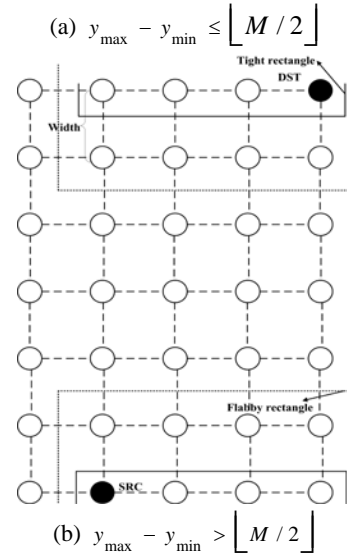 (a) y_max − y_min ≤ ⌊M / 2⌋
Tight rectangle
DST
Width
Flabby rectangle
SRC
(b) y_max − y_min > ⌊M / 2⌋